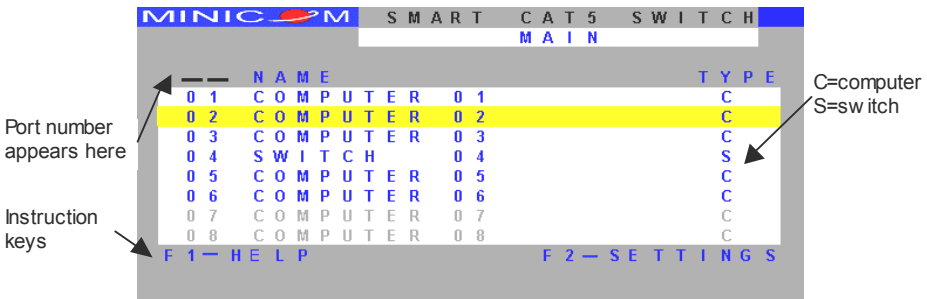 MINICOM SMART CAT5 SWITCH
MAIN
__ NAME TYPE
01 COMPUTER 01 C
02 COMPUTER 02 C
03 COMPUTER 03 C
04 SWITCH 04 S
05 COMPUTER 05 C
06 COMPUTER 06 C
07 COMPUTER 07 C
08 COMPUTER 08 C
F1—HELP F2—SETTINGS
Port number
appears here
Instruction
keys
C=computer
S=switch